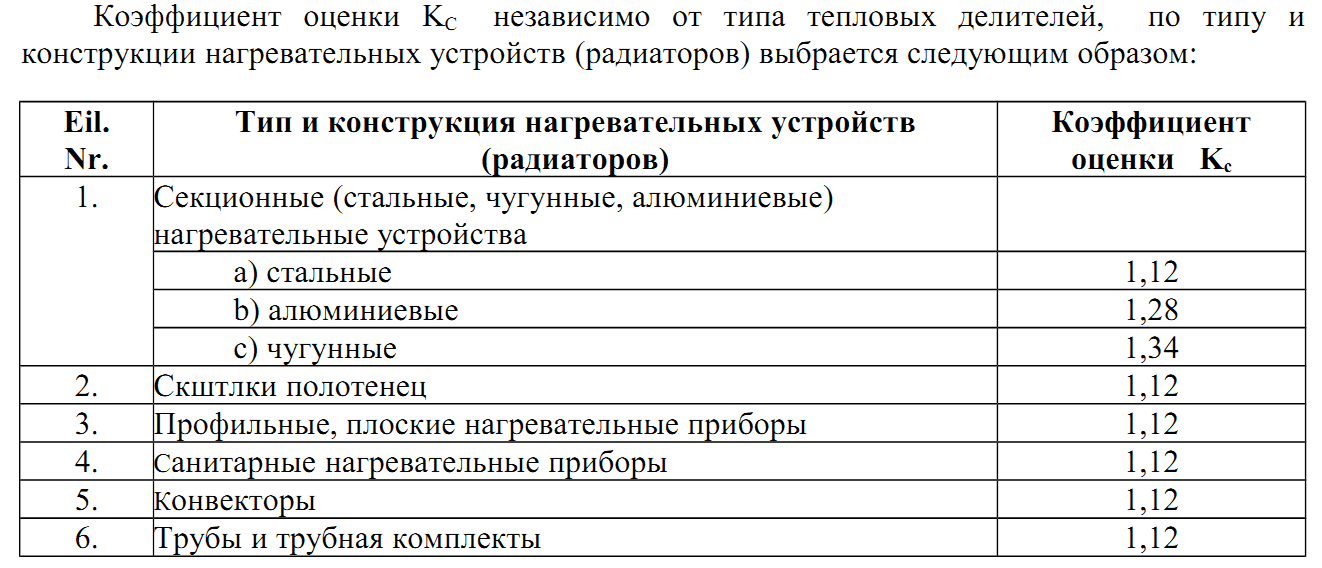 Коэффициент оценки KC независимо от типа тепловых делителей, по типу и
конструкции нагревательных устройств (радиаторов) выбрается следующим образом:
Eil. Nr.
Тип и конструкция нагревательных устройств
(радиаторов)
Коэффициент
оценки Kc
1.
Секционные (стальные, чугунные, алюминиевые)
нагревательные устройства
a) стальные 1,12
b) алюминиевые 1,28
c) чугунные 1,34
2. Скштлки полотенец 1,12
3. Профильные, плоские нагревательные приборы 1,12
4. Санитарные нагревательные приборы 1,12
5. Конвекторы 1,12
6. Трубы и трубная комплекты 1,12